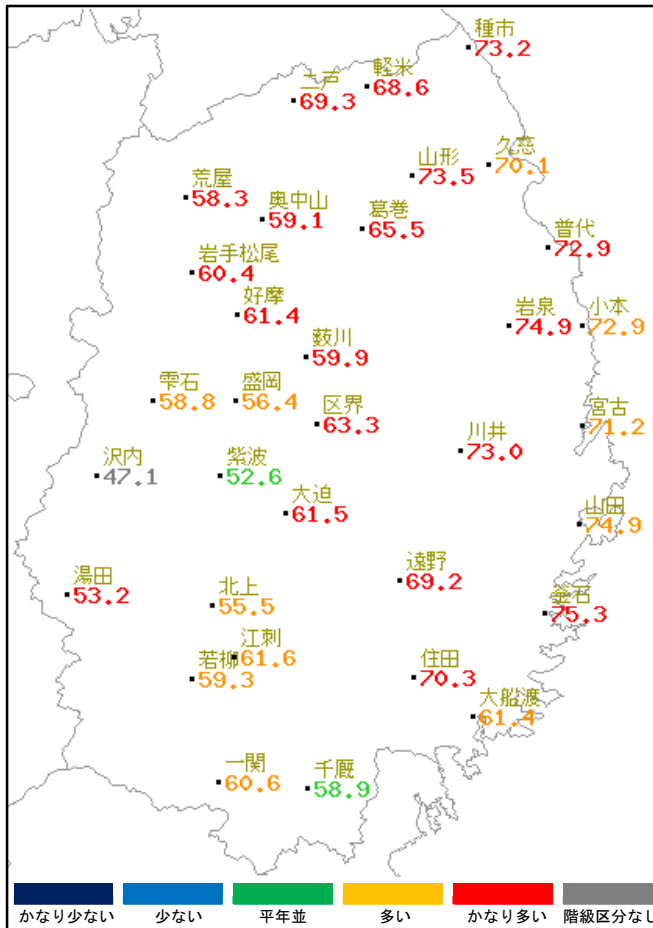 種市
73.2
軽米
68.6
二戸
69.3
久慈
70.1
山形
73.5
荒屋
58.3
奥中山
59.1
葛巻
65.5
普代
72.9
岩手松尾
60.4
好摩
61.4
岩泉
74.9
小本
72.9
薮川
59.9
雫石
58.8
盛岡
56.4
区界
63.3
宮古
71.2
川井
73.0
沢内
47.1
紫波
52.6
大迫
61.5
山田
74.9
遠野
69.2
湯田
53.2
北上
55.5
釜石
75.3
江刺
61.6
若柳
59.3
住田
70.3
大船渡
61.4
一関
60.6
千厩
58.9
かなり少ない
少ない
平年並
多い
かなり多い
階級区分なし